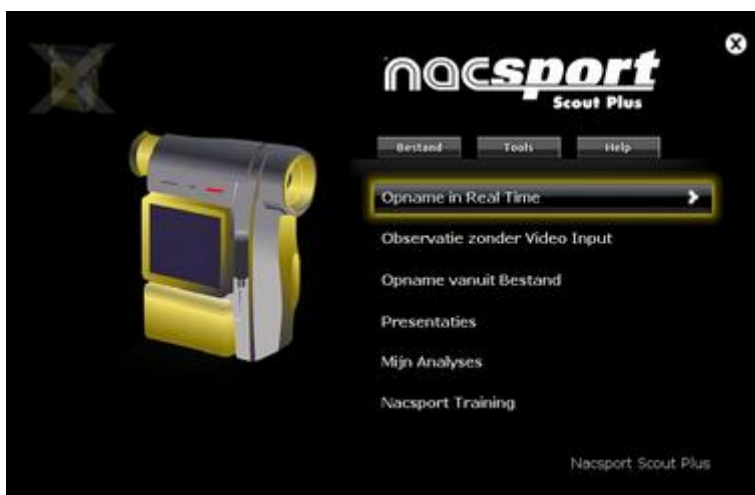 nacsport
Scout Plus
Bestand Tools Help
Opname in Real Time
Observatie zonder Video Input
Opname vanuit Bestand
Presentaties
Mijn Analyses
Nacsport Training
Nacsport Scout Plus